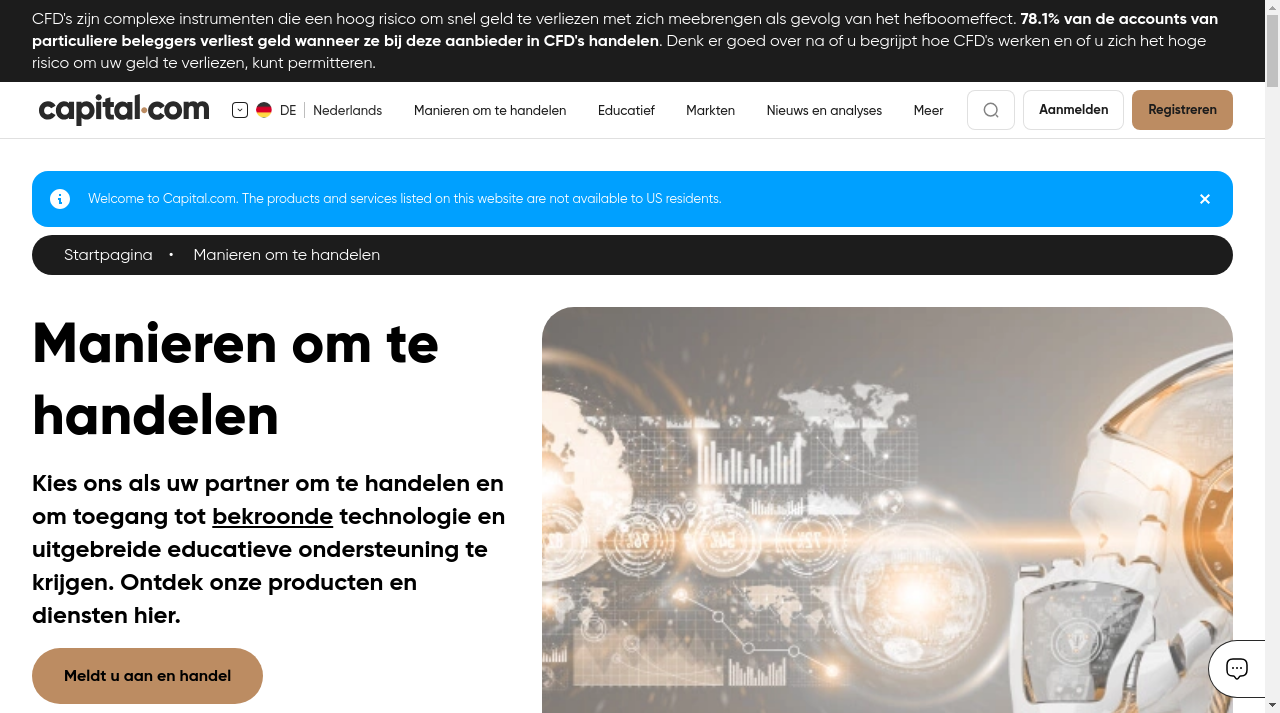 CFD's zijn complexe instrumenten die een hoog risico om snel geld te verliezen met zich meebrengen als gevolg van het hefboomeffect. 78.1% van de accounts van
particuliere beleggers verliest geld wanneer ze bij deze aanbieder in CFD's handelen. Denk er goed over na of u begrijpt hoe CFD's werken en of u zich het hoge
risico om uw geld te verliezen, kunt permitteren.
capital.com DE Nederlands Manieren om te handelen Educatief Markten Nieuws en analyses Meer Aanmelden Registreren
Welcome to Capital.com. The products and services listed on this website are not available to US residents.
Startpagina • Manieren om te handelen
Manieren om te
handelen
Kies ons als uw partner om te handelen en
om toegang tot bekroonde technologie en
uitgebreide educatieve ondersteuning te
krijgen. Ontdek onze producten en
diensten hier.
Meldt u aan en handel